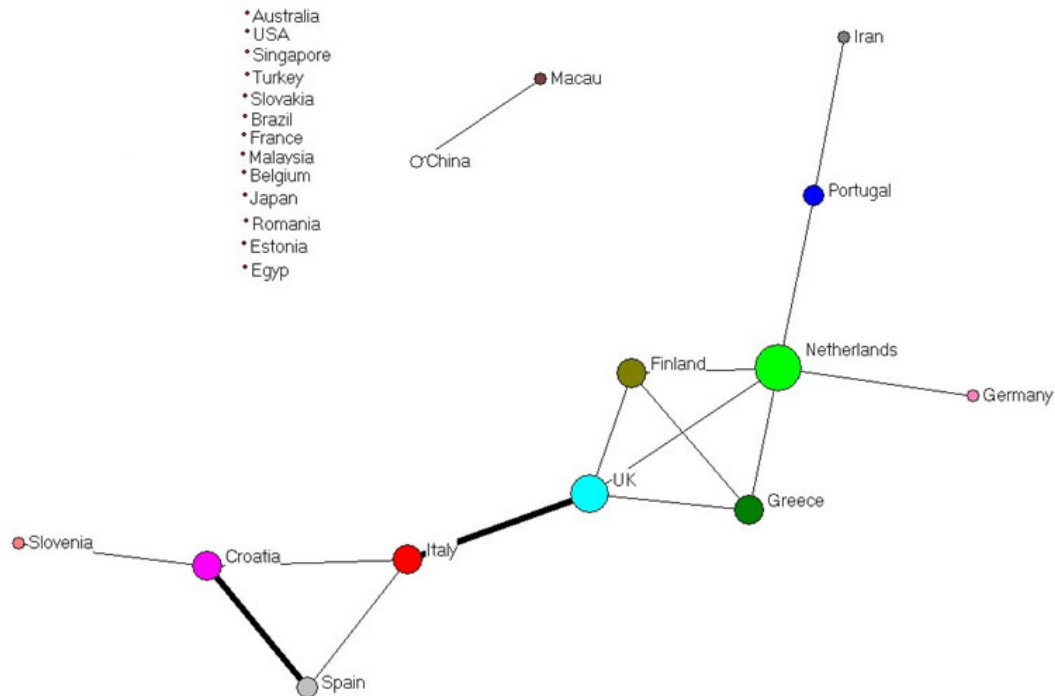 Australia
USA
Singapore
Turkey
Slovakia
Brazil
France
Malaysia
Belgium
Japan
Romania
Estonia
Egyp
Macau
China
Iran
Portugal
Netherlands
Finland
Germany
UK
Greece
Italy
Croatia
Slovenia
Spain